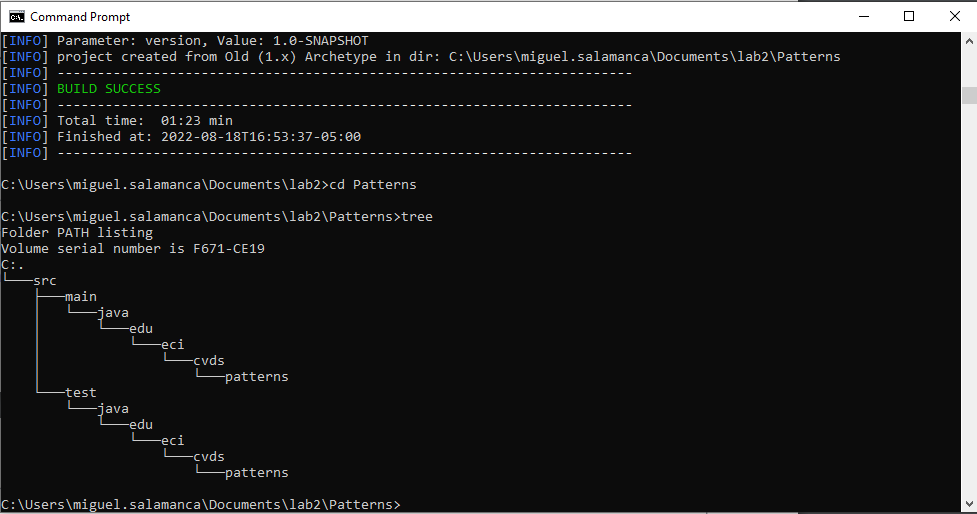 Command Prompt
[INFO] Parameter: version, Value: 1.0-SNAPSHOT
[INFO] project created from Old (1.x) Archetype in dir: C:\Users\miguel.salamanca\Documents\lab2\Patterns
[INFO] ------------------------------------------------------------------------
[INFO] BUILD SUCCESS
[INFO] ------------------------------------------------------------------------
[INFO] Total time:  01:23 min
[INFO] Finished at: 2022-08-18T16:53:37-05:00
[INFO] ------------------------------------------------------------------------
C:\Users\miguel.salamanca\Documents\lab2>cd Patterns
C:\Users\miguel.salamanca\Documents\lab2\Patterns>tree
Folder PATH listing
Volume serial number is F671-CE19
C:.
└───src
    ├───main
    │   └───java
    │       └───edu
    │           └───eci
    │               └───cvds
    │                   └───patterns
    └───test
        └───java
            └───edu
                └───eci
                    └───cvds
                        └───patterns
C:\Users\miguel.salamanca\Documents\lab2\Patterns>